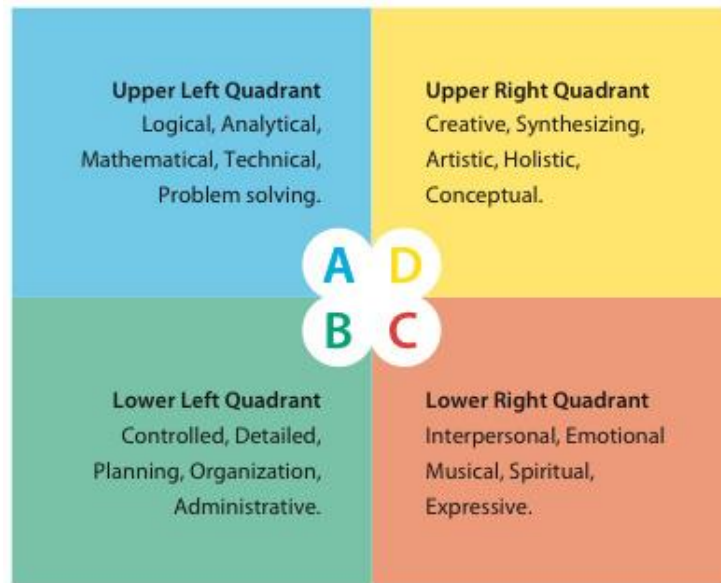 Upper Left Quadrant
Logical, Analytical,
Mathematical, Technical,
Problem solving.
Upper Right Quadrant
Creative, Synthesizing,
Artistic, Holistic,
Conceptual.
A
D
B
C
Lower Left Quadrant
Controlled, Detailed,
Planning, Organization,
Administrative.
Lower Right Quadrant
Interpersonal, Emotional
Musical, Spiritual,
Expressive.